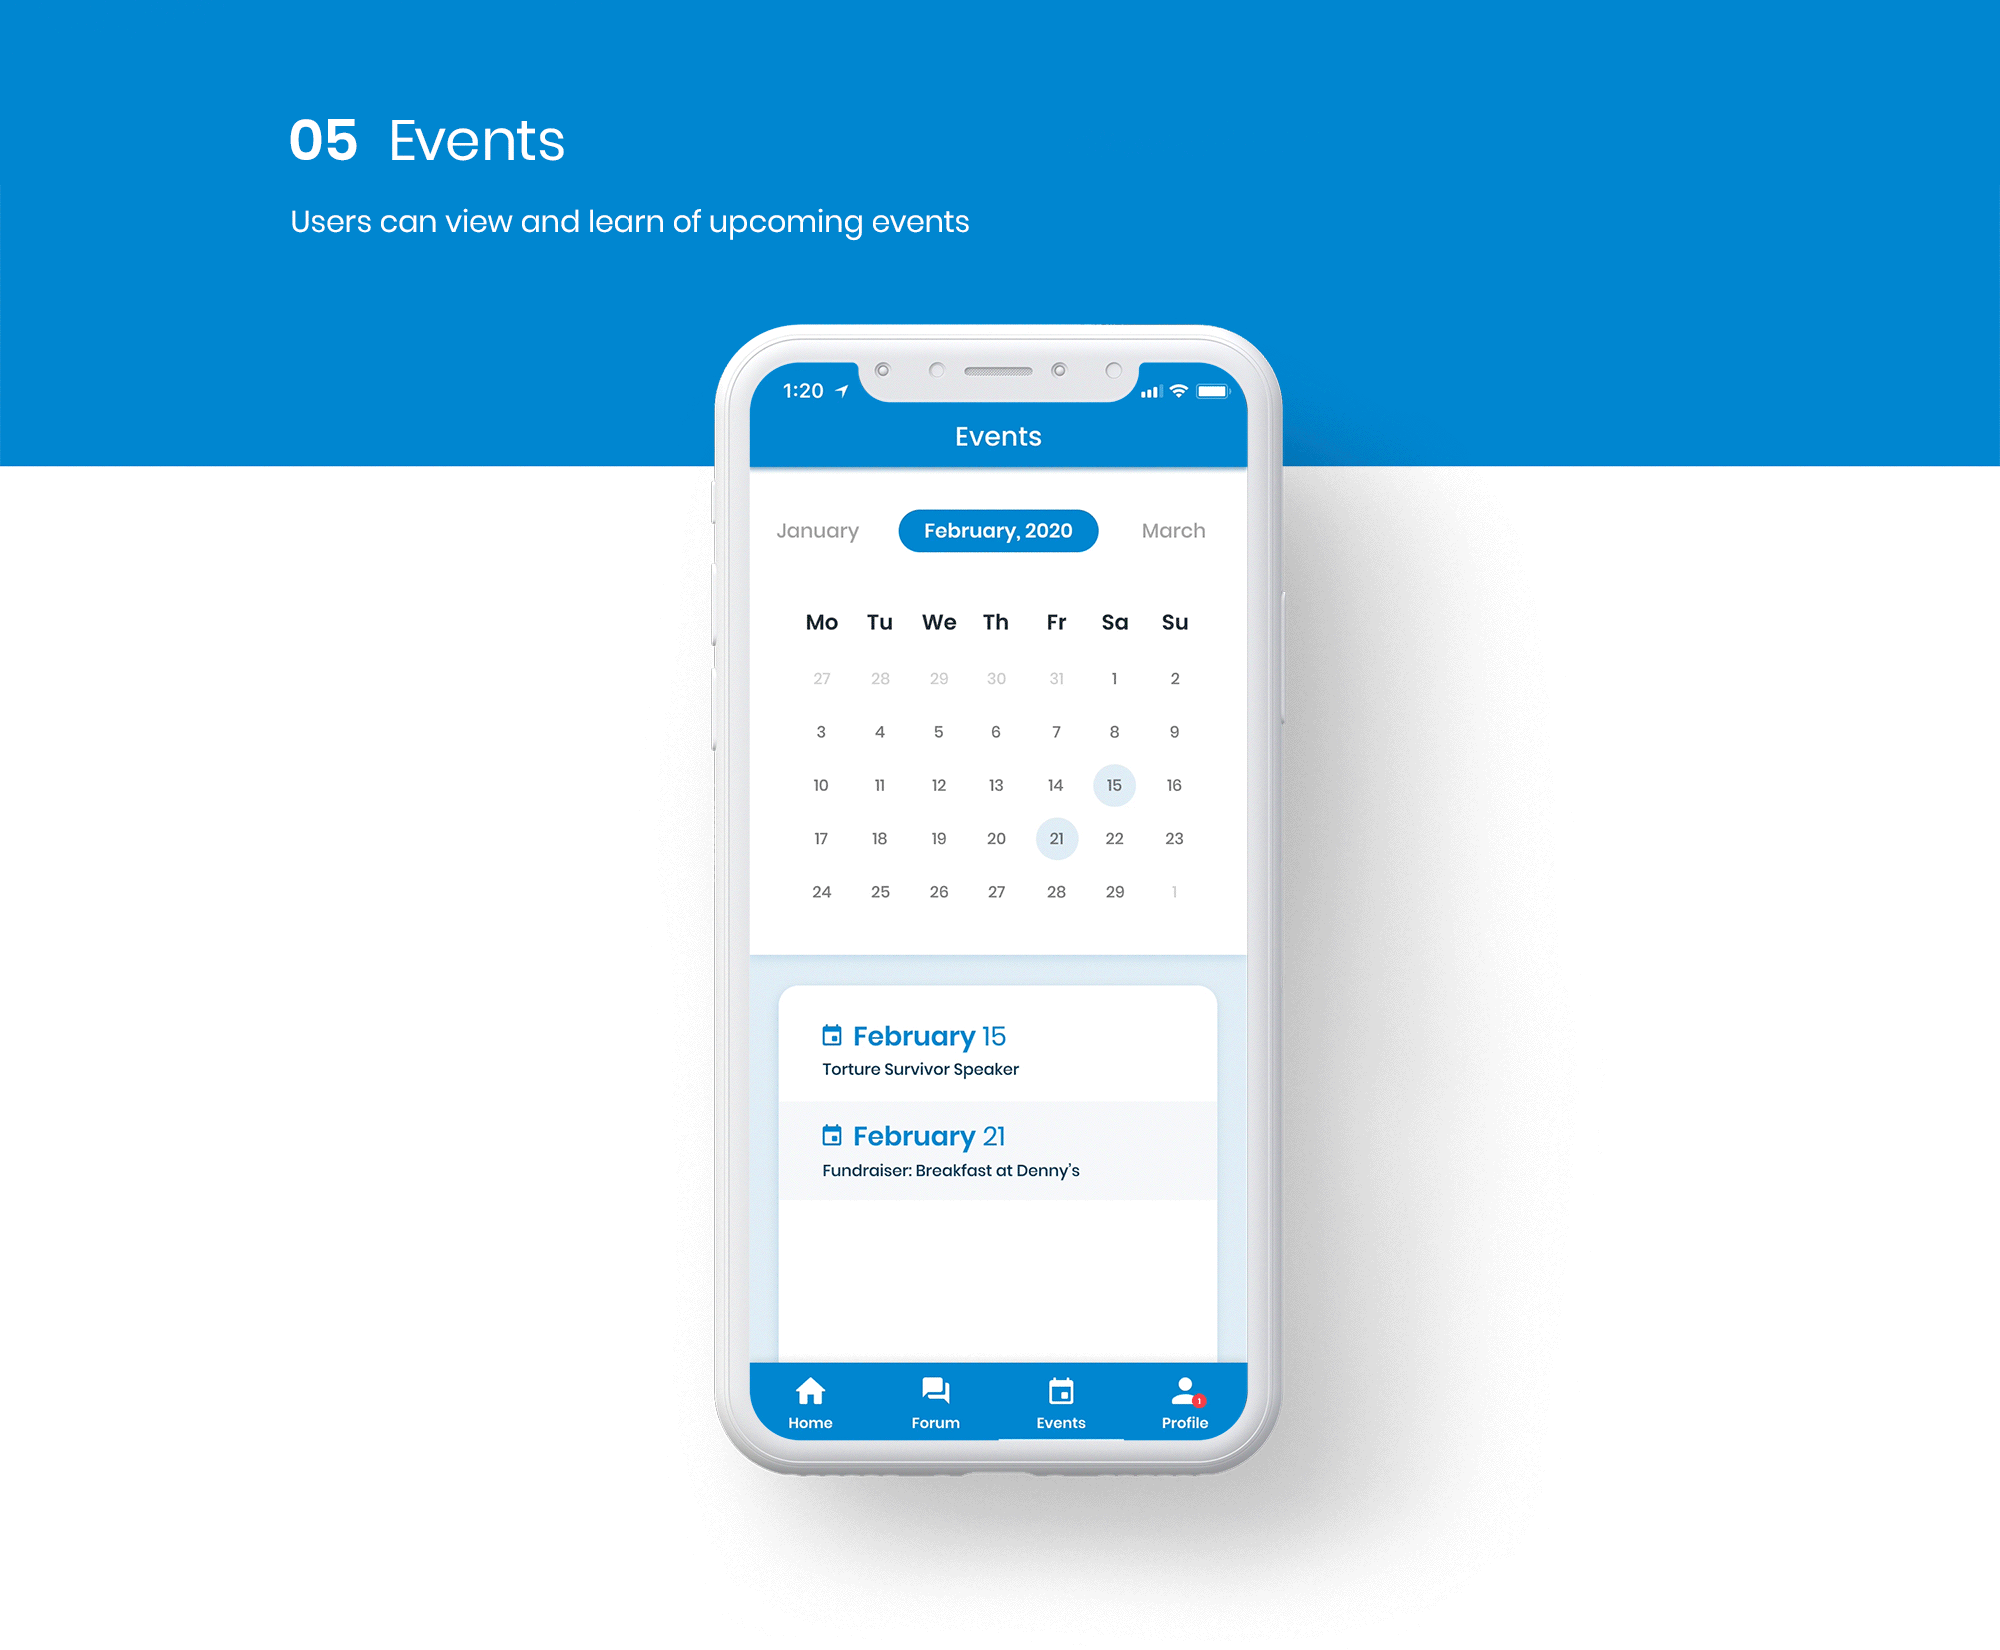 05 Events
Users can view and learn of upcoming events
1:20
Events
January February, 2020 March
Mo Tu We Th Fr Sa Su
27 28 29 30 31 1 2
3 4 5 6 7 8 9
10 11 12 13 14 15 16
17 18 19 20 21 22 23
24 25 26 27 28 29 1
February 15
Torture Survivor Speaker
February 21
Fundraiser: Breakfast at Denny's
1
Home Forum Events Profile